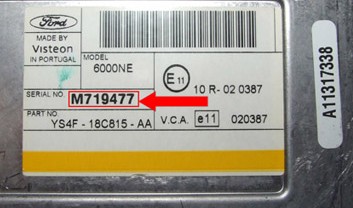 Ford
MADE BY
Visteon
IN PORTUGAL
MODEL
6000NE
E 11
10 R- 02 0387
SERIAL NO
M719477
PART NO
YS4F - 18C815 - AA
V.C.A. e11 020387
A11317338